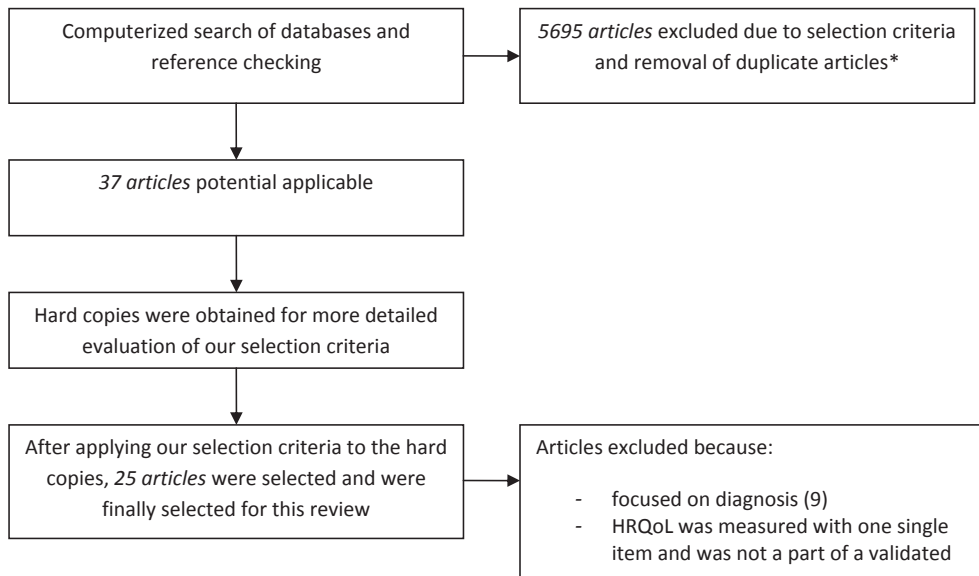 Computerized search of databases and
reference checking
5695 articles excluded due to selection criteria
and removal of duplicate articles*
37 articles potential applicable
Hard copies were obtained for more detailed
evaluation of our selection criteria
After applying our selection criteria to the hard
copies, 25 articles were selected and were
finally selected for this review
Articles excluded because:
- focused on diagnosis (9)
- HRQoL was measured with one single
item and was not a part of a validated